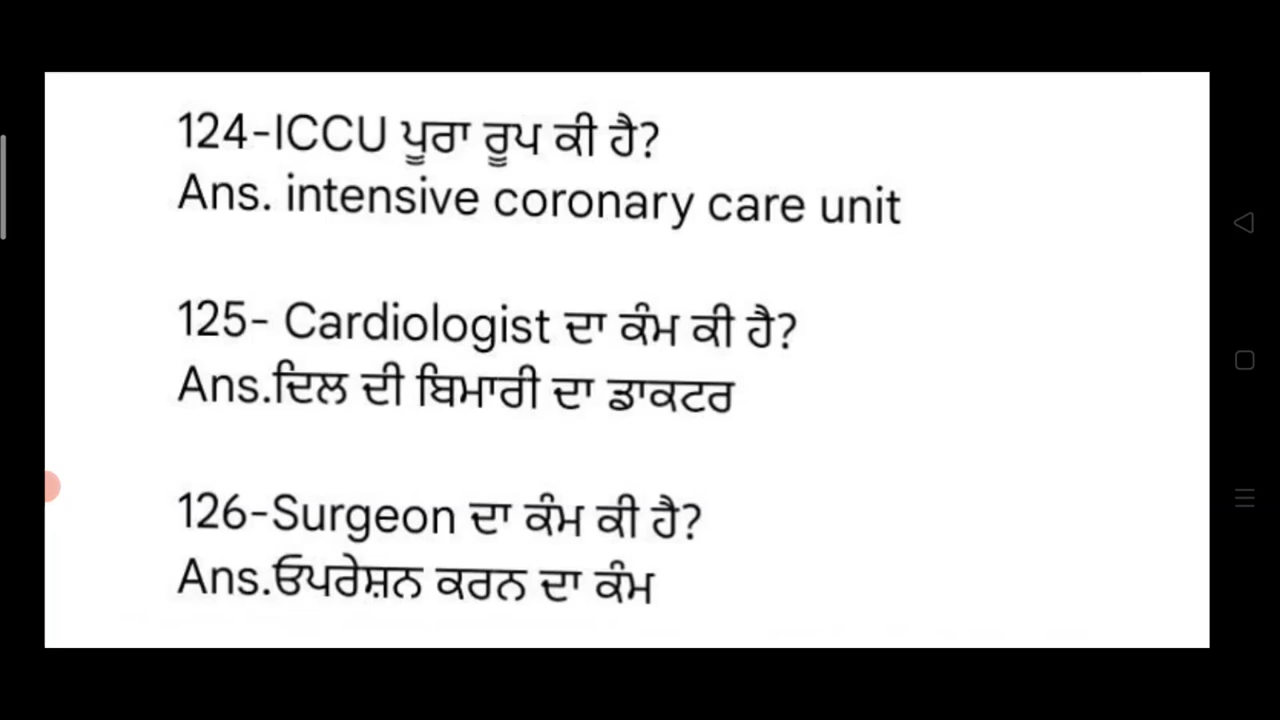 124-ICCU ਪੂਰਾ ਰੂਪ ਕੀ ਹੈ?
Ans. intensive coronary care unit
125- Cardiologist ਦਾ ਕੰਮ ਕੀ ਹੈ?
Ans.ਦਿਲ ਦੀ ਬਿਮਾਰੀ ਦਾ ਡਾਕਟਰ
126-Surgeon ਦਾ ਕੰਮ ਕੀ ਹੈ?
Ans.ਓਪਰੇਸ਼ਨ ਕਰਨ ਦਾ ਕੰਮ